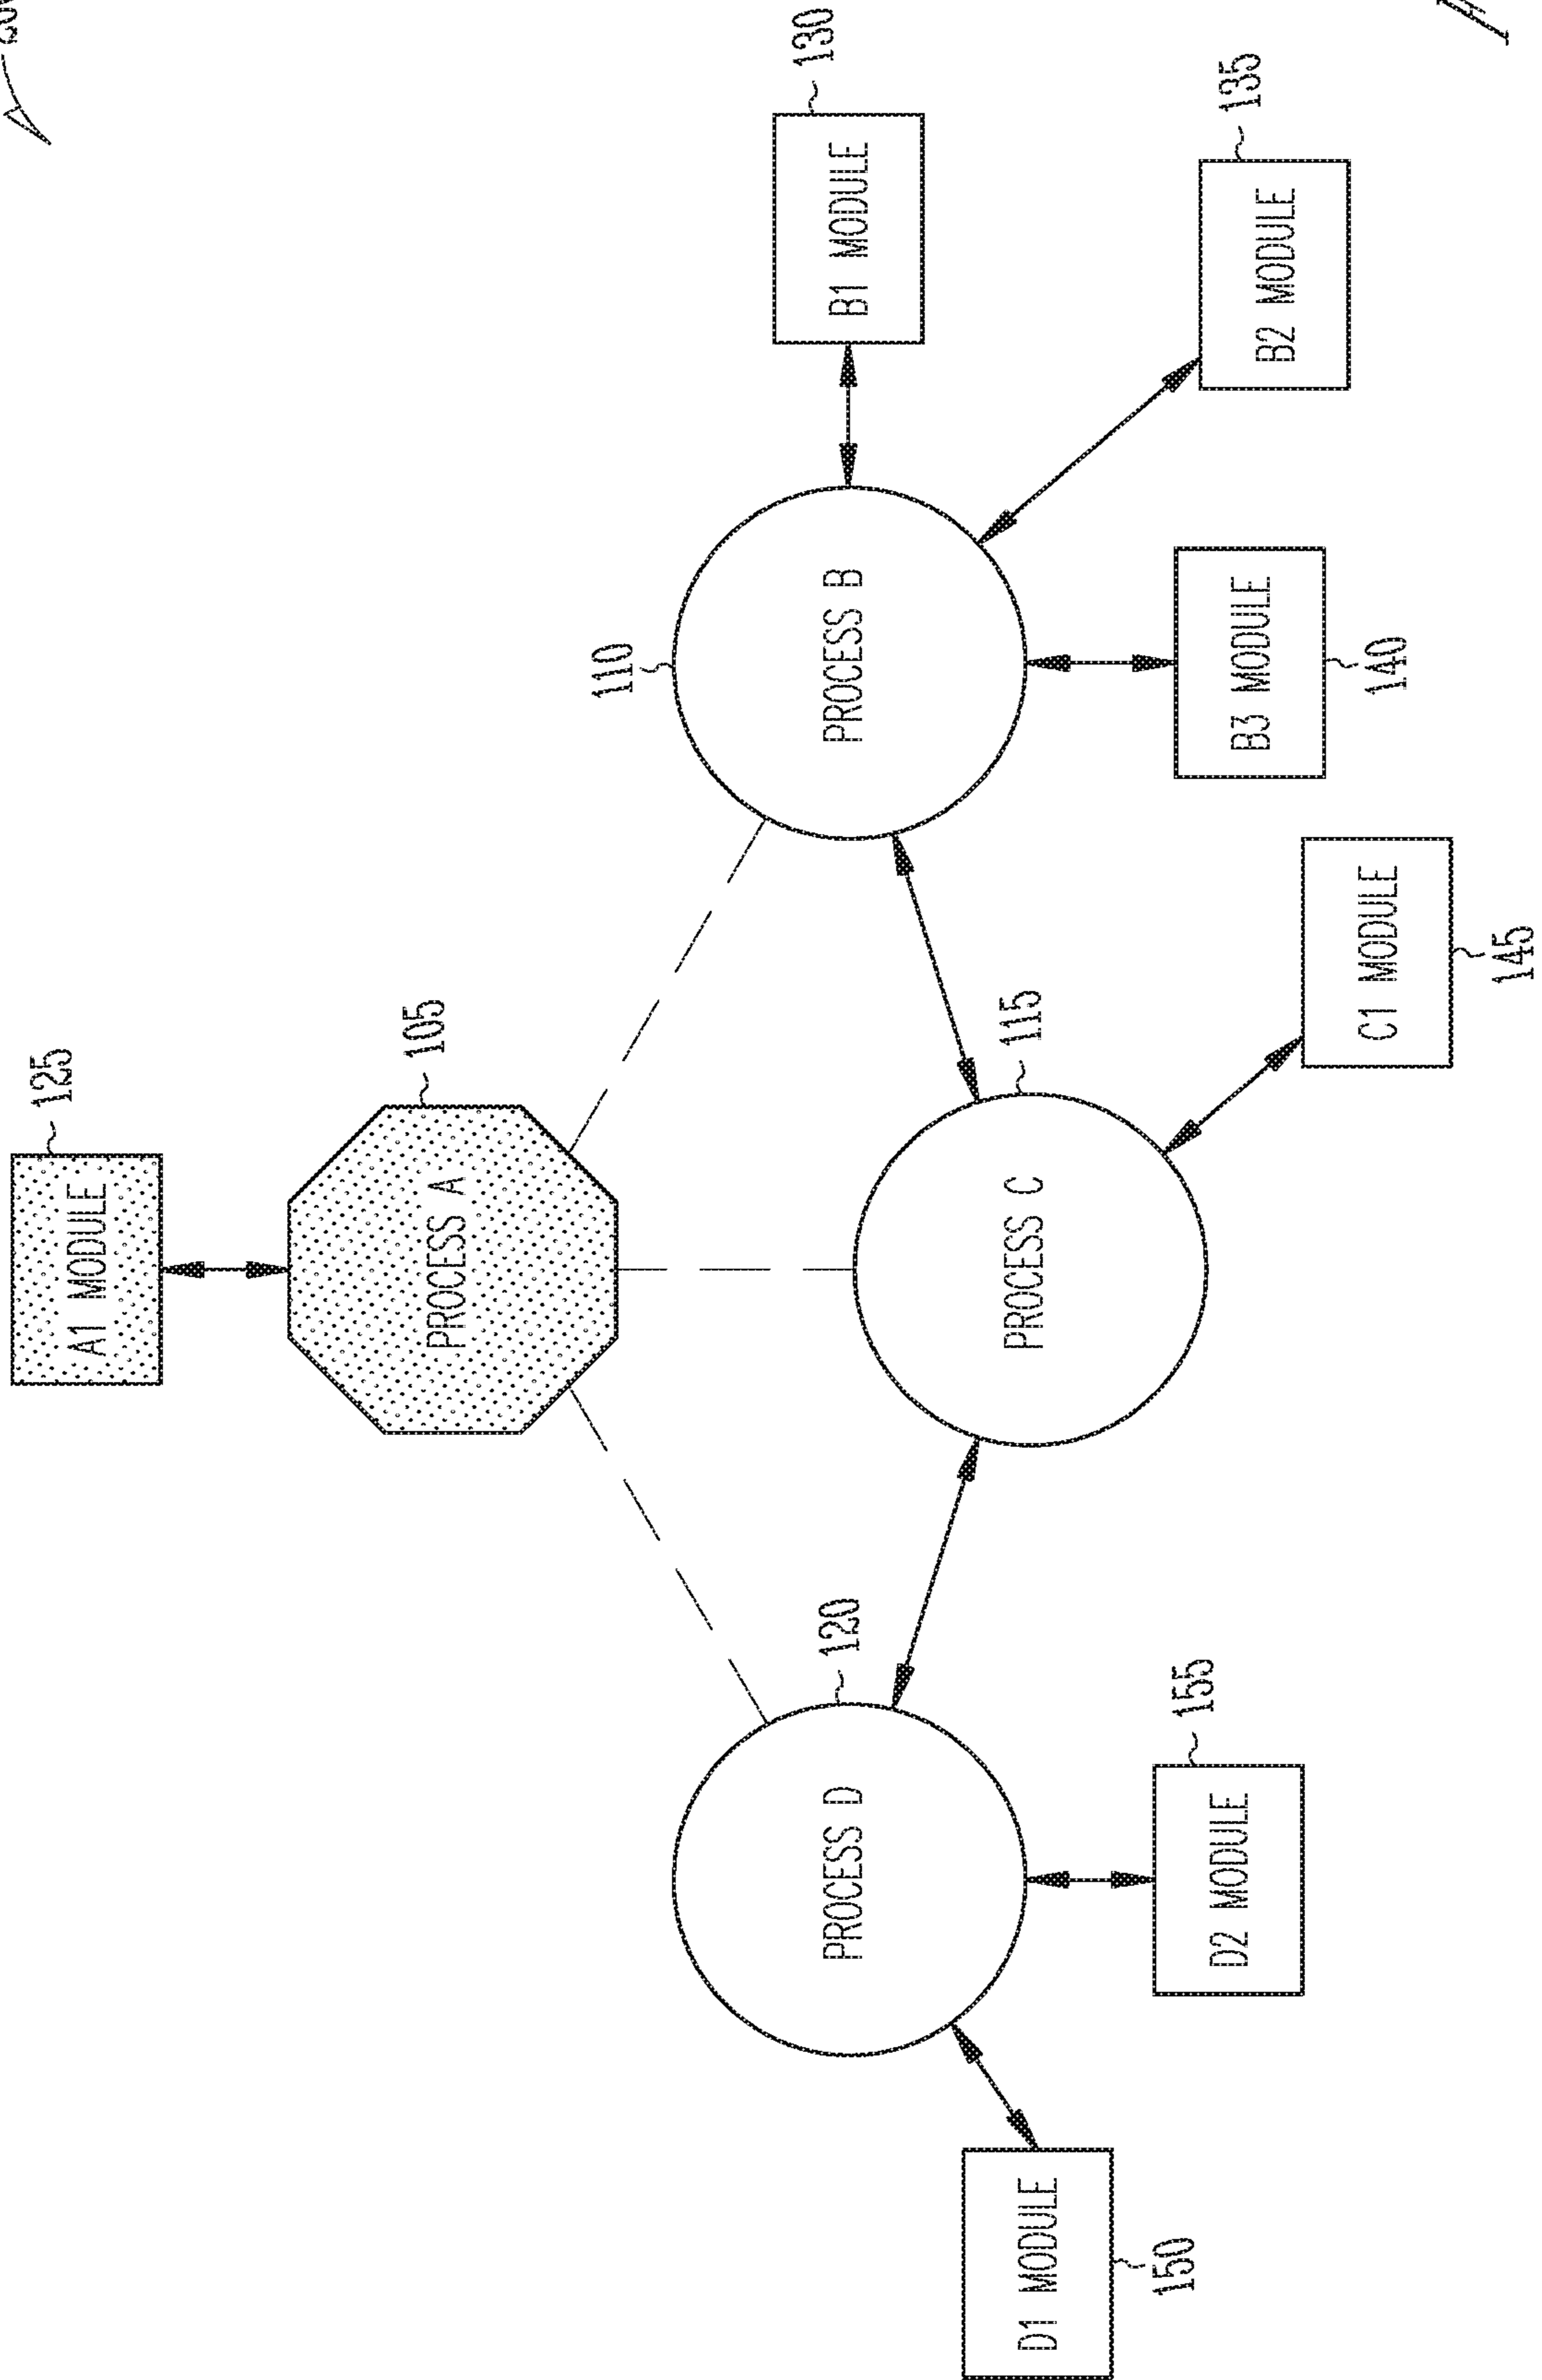 125
A1 MODULE
105
PROCESS A
110
PROCESS B
130
B1 MODULE
135
B2 MODULE
B3 MODULE
140
115
PROCESS C
C1 MODULE
145
120
PROCESS D
155
D2 MODULE
D1 MODULE
150